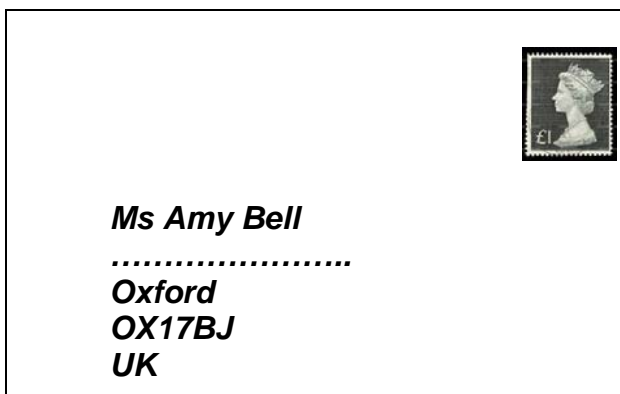 £1
Ms Amy Bell
…………………..
Oxford
OX17BJ
UK